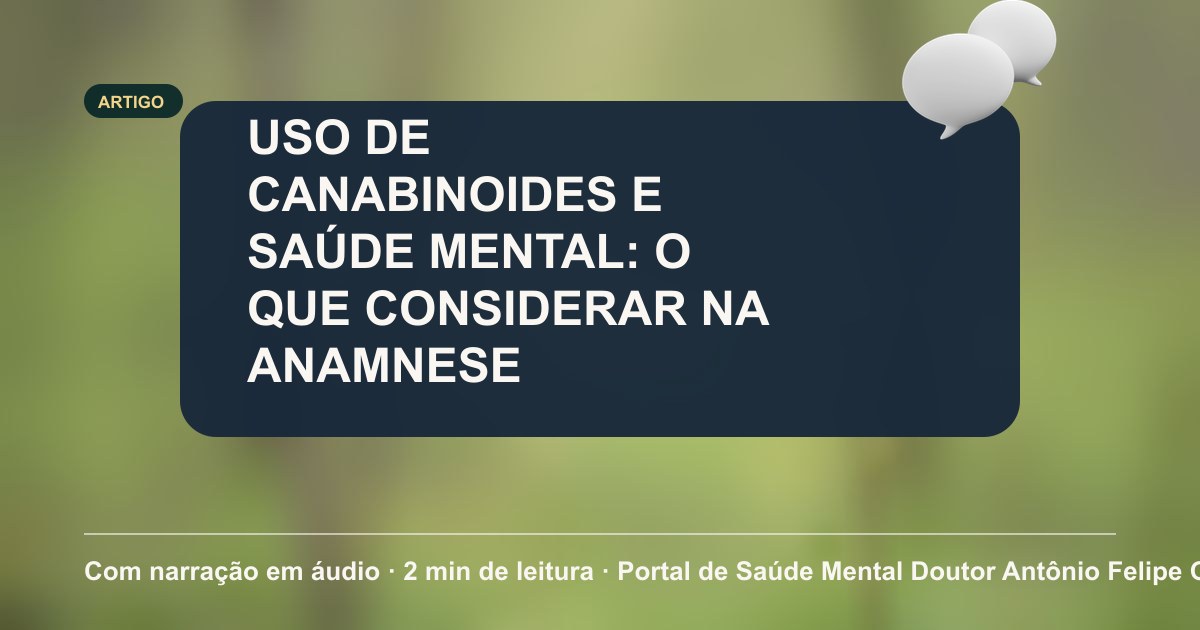 ARTIGO
USO DE
CANABINOIDES E
SAÚDE MENTAL: O
QUE CONSIDERAR NA
ANAMNESE
Com narração em áudio · 2 min de leitura · Portal de Saúde Mental Doutor Antônio Felipe